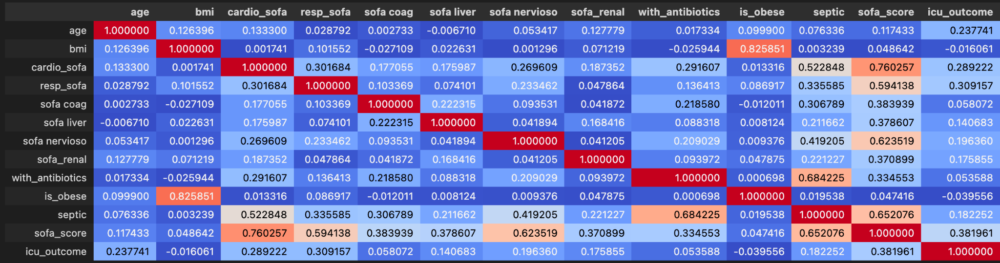 age bmi cardio_sofa resp_sofa sofa coag sofa liver sofa nervioso sofa_renal with_antibiotics is_obese septic sofa_score icu_outcome
age 1.000000 0.126396 0.133300 0.028792 0.002733 -0.006710 0.053417 0.127779 0.017334 0.099900 0.076336 0.117433 0.237741
bmi 0.126396 1.000000 0.001741 0.101552 -0.027109 0.022631 0.001296 0.071219 -0.025944 0.825851 0.003239 0.048642 -0.016061
cardio_sofa 0.133300 0.001741 1.000000 0.301684 0.177055 0.175987 0.269609 0.187352 0.291607 0.013316 0.522848 0.760257 0.289222
resp_sofa 0.028792 0.101552 0.301684 1.000000 0.103369 0.074101 0.233462 0.047864 0.136413 0.086917 0.335585 0.594138 0.309157
sofa coag 0.002733 -0.027109 0.177055 0.103369 1.000000 0.222315 0.093531 0.041872 0.218580 -0.012011 0.306789 0.383939 0.058072
sofa liver -0.006710 0.022631 0.175987 0.074101 0.222315 1.000000 0.041894 0.168416 0.088318 0.008124 0.211662 0.378607 0.140683
sofa nervioso 0.053417 0.001296 0.269609 0.233462 0.093531 0.041894 1.000000 0.041205 0.209029 0.009376 0.419205 0.623519 0.196360
sofa_renal 0.127779 0.071219 0.187352 0.047864 0.041872 0.168416 0.041205 1.000000 0.093972 0.047875 0.221227 0.370899 0.175855
with_antibiotics 0.017334 -0.025944 0.291607 0.136413 0.218580 0.088318 0.209029 0.093972 1.000000 0.000698 0.684225 0.334553 0.053588
is_obese 0.099900 0.825851 0.013316 0.086917 -0.012011 0.008124 0.009376 0.047875 0.000698 1.000000 0.019538 0.047416 -0.039556
septic 0.076336 0.003239 0.522848 0.335585 0.306789 0.211662 0.419205 0.221227 0.684225 0.019538 1.000000 0.652076 0.182252
sofa_score 0.117433 0.048642 0.760257 0.594138 0.383939 0.378607 0.623519 0.370899 0.334553 0.047416 0.652076 1.000000 0.381961
icu_outcome 0.237741 -0.016061 0.289222 0.309157 0.058072 0.140683 0.196360 0.175855 0.053588 -0.039556 0.182252 0.381961 1.000000